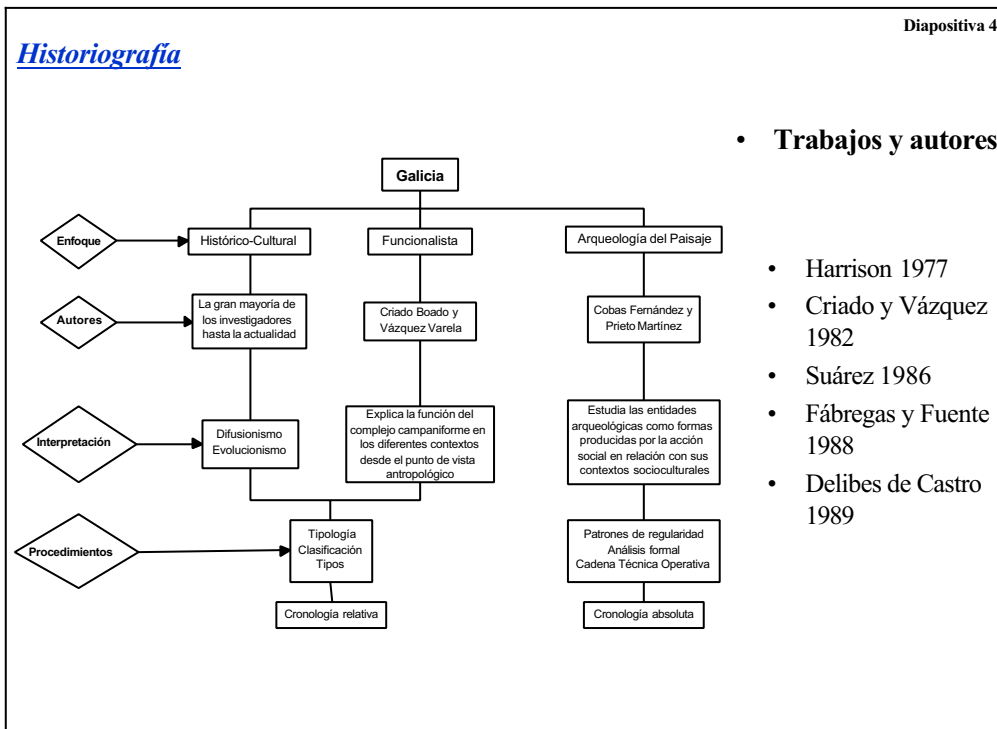 Diapositiva 4
Historiografía
Galicia
Enfoque
Histórico-Cultural
Funcionalista
Arqueología del Paisaje
Autores
La gran mayoría de
los investigadores
hasta la actualidad
Criado Boado y
Vázquez Varela
Cobas Fernández y
Prieto Martínez
Interpretación
Difusionismo
Evolucionismo
Explica la función del
complejo campaniforme en
los diferentes contextos
desde el punto de vista
antropológico
Estudia las entidades
arqueológicas como formas
producidas por la acción
social en relación con sus
contextos socioculturales
Procedimientos
Tipología
Clasificación
Tipos
Patrones de regularidad
Análisis formal
Cadena Técnica Operativa
Cronología relativa
Cronología absoluta
• Trabajos y autores
• Harrison 1977
• Criado y Vázquez
1982
• Suárez 1986
• Fábregas y Fuente
1988
• Delibes de Castro
1989